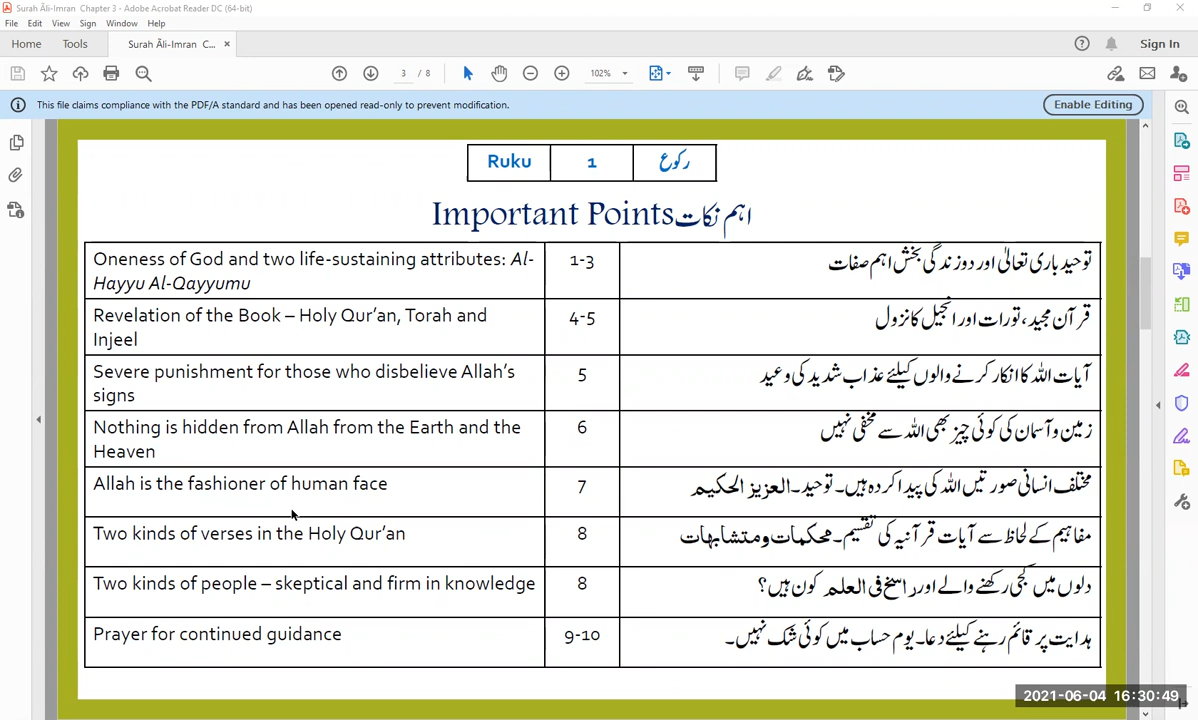 Surah Ãli-Imran Chapter 3 - Adobe Acrobat Reader DC (64-bit)
File Edit View Sign Window Help
Home Tools Surah Ãli-Imran C... × Sign In
3 / 8 102%
This file claims compliance with the PDF/A standard and has been opened read-only to prevent modification. Enable Editing
Ruku 1 رکوع
Important Points اہم نکات
Oneness of God and two life-sustaining attributes: Al-
Hayyu Al-Qayyumu
1-3
توحید باری تعالیٰ اور دو زندگی بخش اہم صفات
Revelation of the Book – Holy Qur’an, Torah and
Injeel
4-5
قرآن مجید، تورات اور انجیل کا نزول
Severe punishment for those who disbelieve Allah’s
signs
5
آیات اللہ کا انکار کرنے والوں کیلئے عذاب شدید کی وعید
Nothing is hidden from Allah from the Earth and the
Heaven
6
زمین و آسمان کی کوئی چیز بھی اللہ سے مخفی نہیں
Allah is the fashioner of human face
7
مختلف انسانی صورتیں اللہ کی پیدا کردہ ہیں۔ توحید۔ العزیز الحکیم
Two kinds of verses in the Holy Qur’an
8
مفاہیم کے لحاظ سے آیات قرآنیہ کی تقسیم۔ محکمات و متشابہات
Two kinds of people – skeptical and firm in knowledge
8
دلوں میں کجی رکھنے والے اور راسخ فی العلم کون ہیں؟
Prayer for continued guidance
9-10
ہدایت پر قائم رہنے کیلئے دعا۔ یوم حساب میں کوئی شک نہیں۔
2021-06-04 16:30:49